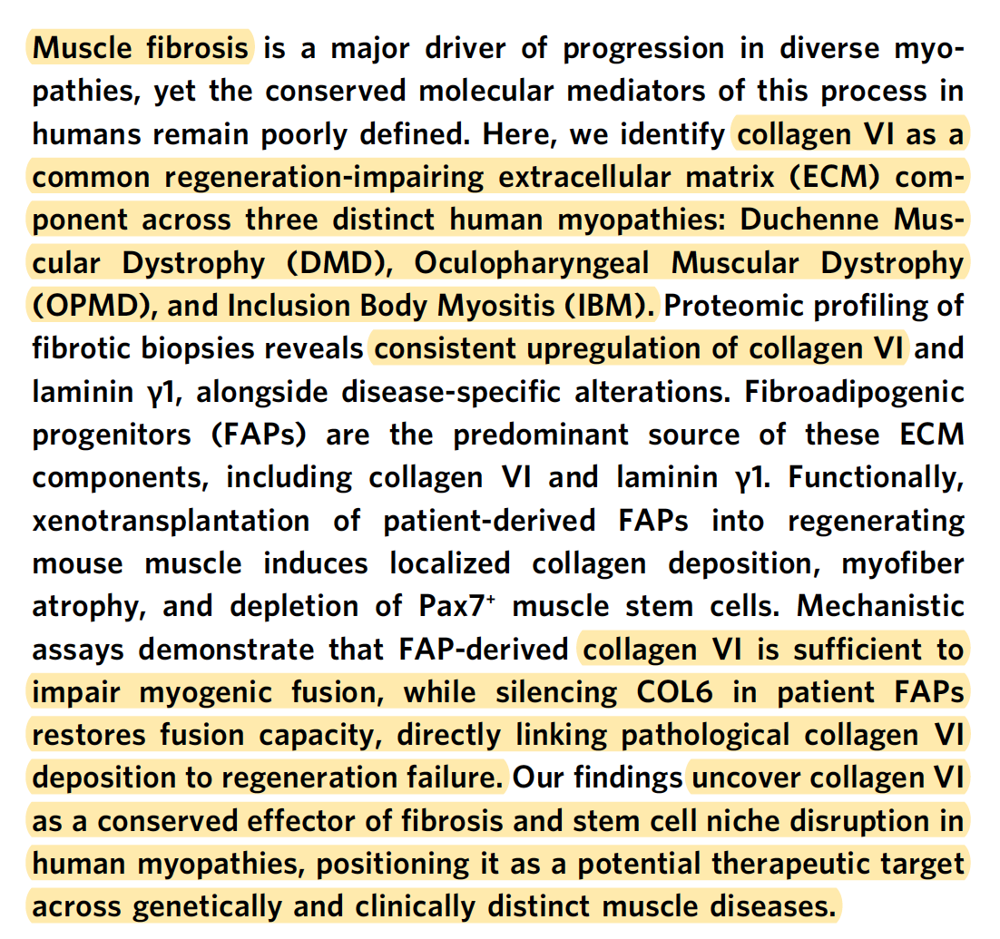 Muscle fibrosis is a major driver of progression in diverse myo-
pathies, yet the conserved molecular mediators of this process in
humans remain poorly defined. Here, we identify collagen VI as a
common regeneration-impairing extracellular matrix (ECM) com-
ponent across three distinct human myopathies: Duchenne Mus-
cular Dystrophy (DMD), Oculopharyngeal Muscular Dystrophy
(OPMD), and Inclusion Body Myositis (IBM). Proteomic profiling of
fibrotic biopsies reveals consistent upregulation of collagen VI and
laminin γ1, alongside disease-specific alterations. Fibroadipogenic
progenitors (FAPs) are the predominant source of these ECM
components, including collagen VI and laminin γ1. Functionally,
xenotransplantation of patient-derived FAPs into regenerating
mouse muscle induces localized collagen deposition, myofiber
atrophy, and depletion of Pax7⁺ muscle stem cells. Mechanistic
assays demonstrate that FAP-derived collagen VI is sufficient to
impair myogenic fusion, while silencing COL6 in patient FAPs
restores fusion capacity, directly linking pathological collagen VI
deposition to regeneration failure. Our findings uncover collagen VI
as a conserved effector of fibrosis and stem cell niche disruption in
human myopathies, positioning it as a potential therapeutic target
across genetically and clinically distinct muscle diseases.